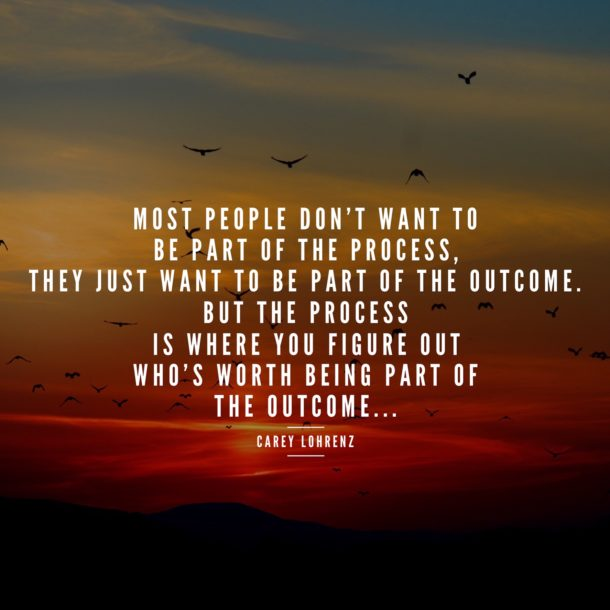 MOST PEOPLE DON'T WANT TO
BE PART OF THE PROCESS,
THEY JUST WANT TO BE PART OF THE OUTCOME.
BUT THE PROCESS
IS WHERE YOU FIGURE OUT
WHO'S WORTH BEING PART OF
THE OUTCOME...
CAREY LOHRENZ